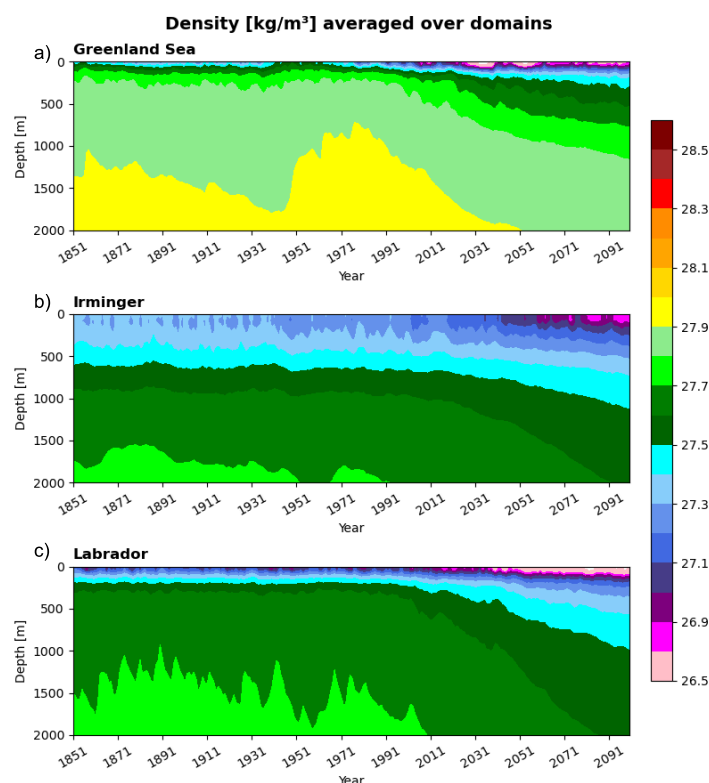 Density [kg/m³] averaged over domains
a) Greenland Sea
0
500
1000
1500
2000
Depth [m]
1851 1871 1891 1911 1931 1951 1971 1991 2011 2031 2051 2071 2091
Year
b) Irminger
0
500
1000
1500
2000
Depth [m]
1851 1871 1891 1911 1931 1951 1971 1991 2011 2031 2051 2071 2091
Year
c) Labrador
0
500
1000
1500
2000
Depth [m]
1851 1871 1891 1911 1931 1951 1971 1991 2011 2031 2051 2071 2091
Year
28.5
28.3
28.1
27.9
27.7
27.5
27.3
27.1
26.9
26.5